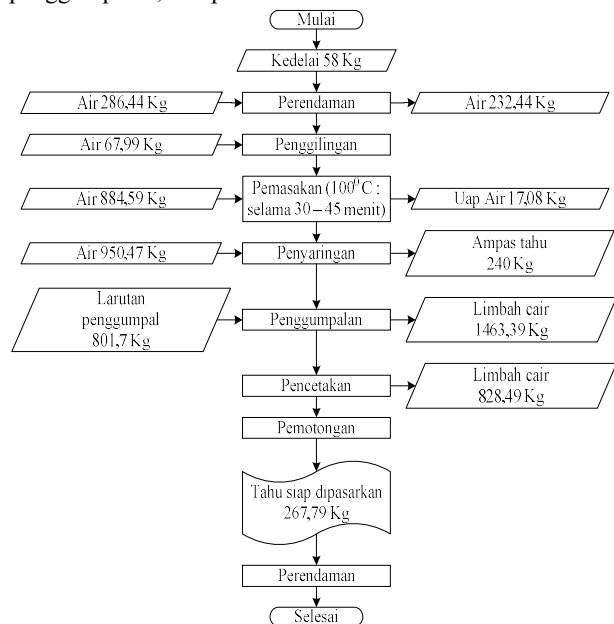 Mulai
Kedelai 58 Kg
Air 286,44 Kg
Perendaman
Air 232,44 Kg
Air 67,99 Kg
Penggilingan
Air 884,59 Kg
Pemasakan (100⁰ C :
selama 30 – 45 menit)
Uap Air 17,08 Kg
Air 950,47 Kg
Penyaringan
Ampas tahu
240 Kg
Larutan
penggumpal
801,7 Kg
Penggumpalan
Limbah cair
1463,39 Kg
Pencetakan
Limbah cair
828,49 Kg
Pemotongan
Tahu siap dipasarkan
267,79 Kg
Perendaman
Selesai